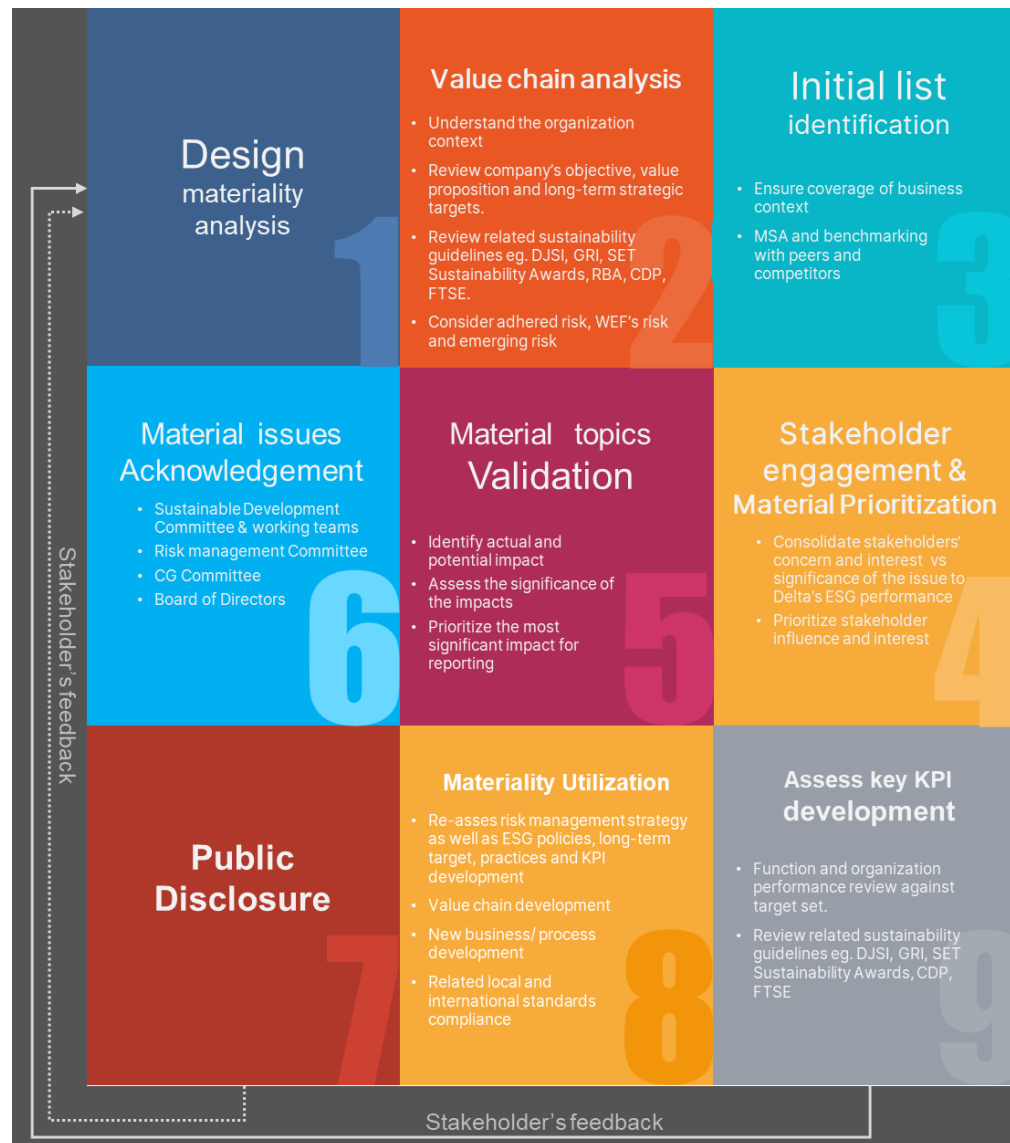 Design
materiality
analysis
1
Value chain analysis
• Understand the organization
context
• Review company's objective, value
proposition and long-term strategic
targets.
• Review related sustainability
guidelines eg. DJSI, GRI, SET
Sustainability Awards, RBA, CDP,
FTSE.
• Consider adhered risk, WEF's risk
and emerging risk
2
Initial list
identification
• Ensure coverage of business
context
• MSA and benchmarking
with peers and
competitors
3
Stakeholder
engagement &
Material Prioritization
• Consolidate stakeholders'
concern and interest vs
significance of the issue to
Delta's ESG performance
• Prioritize stakeholder
influence and interest
4
Material topics
Validation
• Identify actual and
potential impact
• Assess the significance of
the impacts
• Prioritize the most
significant impact for
reporting
5
Material issues
Acknowledgement
• Sustainable Development
Committee & working teams
• Risk management Committee
• CG Committee
• Board of Directors
6
Public
Disclosure
7
Materiality Utilization
• Re-asses risk management strategy
as well as ESG policies, long-term
target, practices and KPI
development
• Value chain development
• New business/ process
development
• Related local and
international standards
compliance
8
Assess key KPI
development
• Function and organization
performance review against
target set.
• Review related sustainability
guidelines eg. DJSI, GRI, SET
Sustainability Awards, CDP,
FTSE
9
Stakeholder's feedback
Stakeholder's feedback